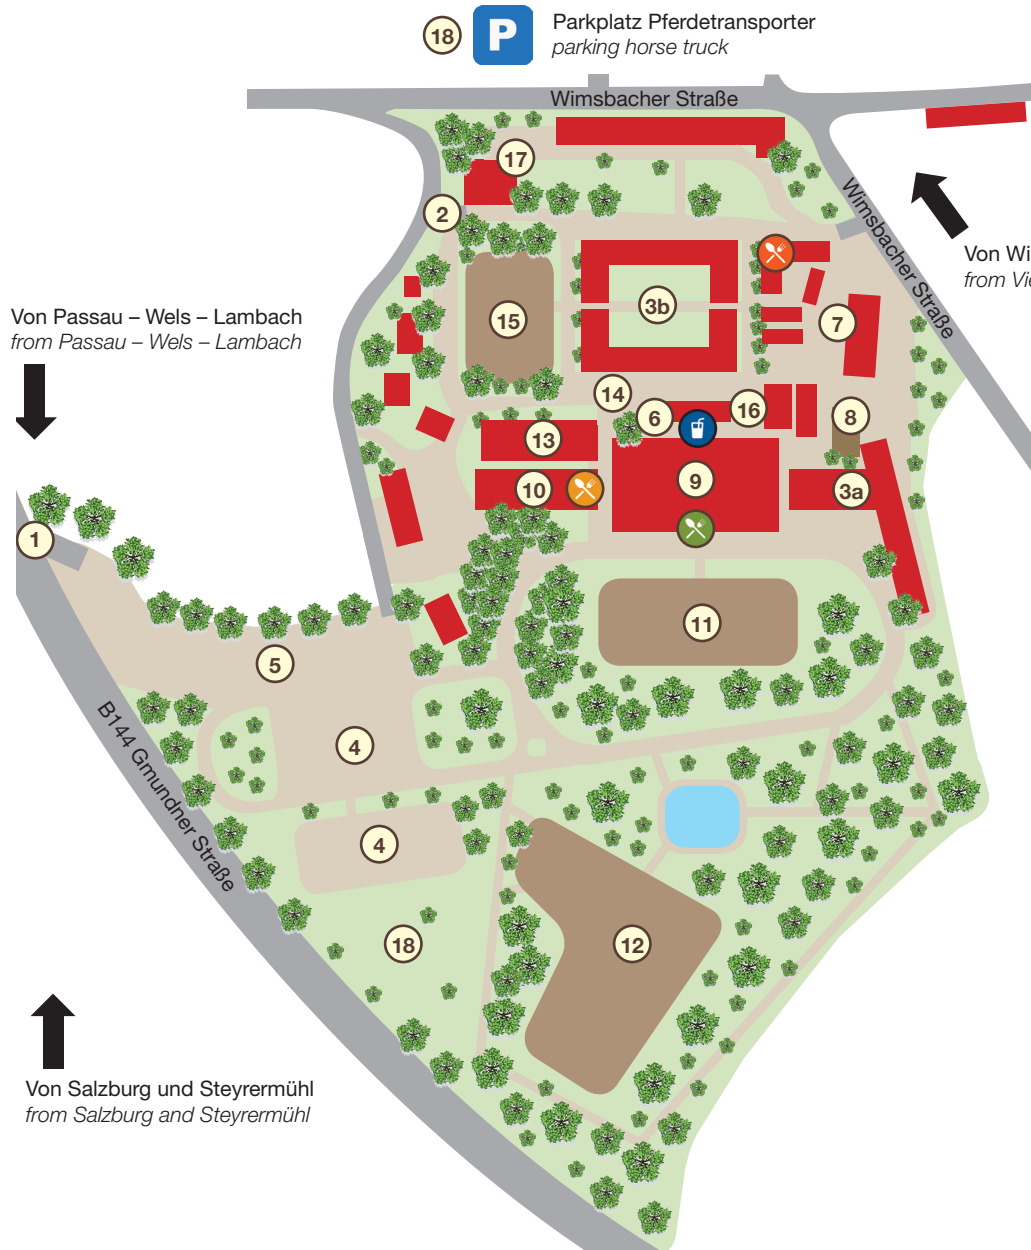 18 P Parkplatz Pferdetransporter
parking horse truck
Wimsbacher Straße
17
2
Wimsbacher Straße
Von Wi
from Vie
3b
15
7
Von Passau – Wels – Lambach
from Passau – Wels – Lambach
14
6
16
8
13
9
10
3a
1
11
5
B144 Gmundner Straße
4
4
18
12
Von Salzburg und Steyrermühl
from Salzburg and Steyrermühl